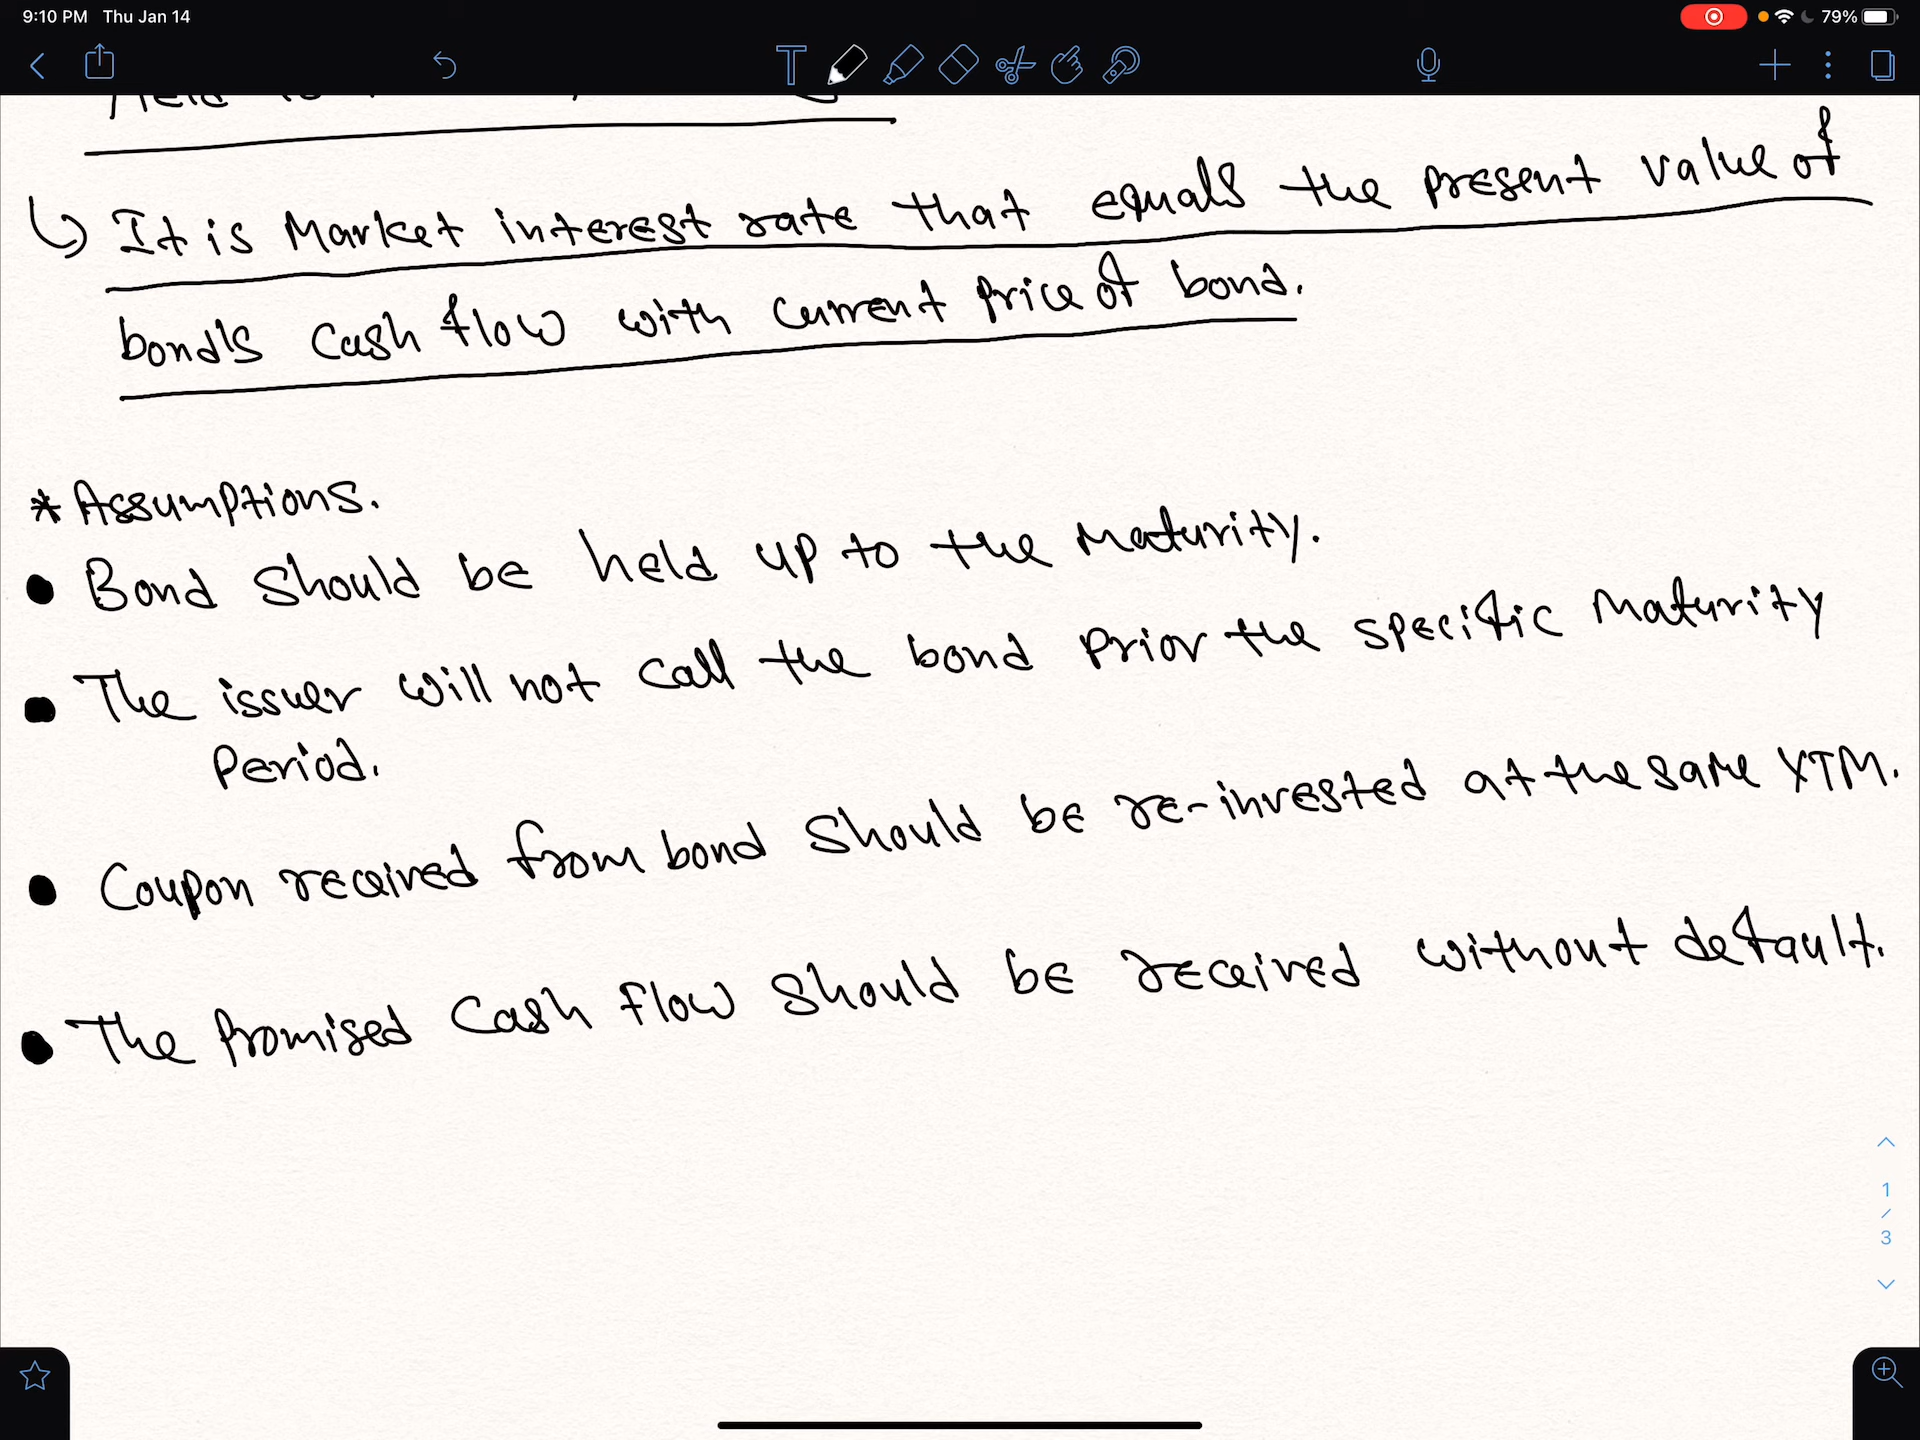 9:10 PM Thu Jan 14
79%
It is Market interest rate that equals the present value of
bond's cash flow with current price of bond.
* Assumptions.
• Bond should be held up to the maturity.
• The issuer will not call the bond prior the specific maturity
period.
• Coupon received from bond should be re-invested at the same YTM.
• The promised cash flow should be received without default.
1
/
3